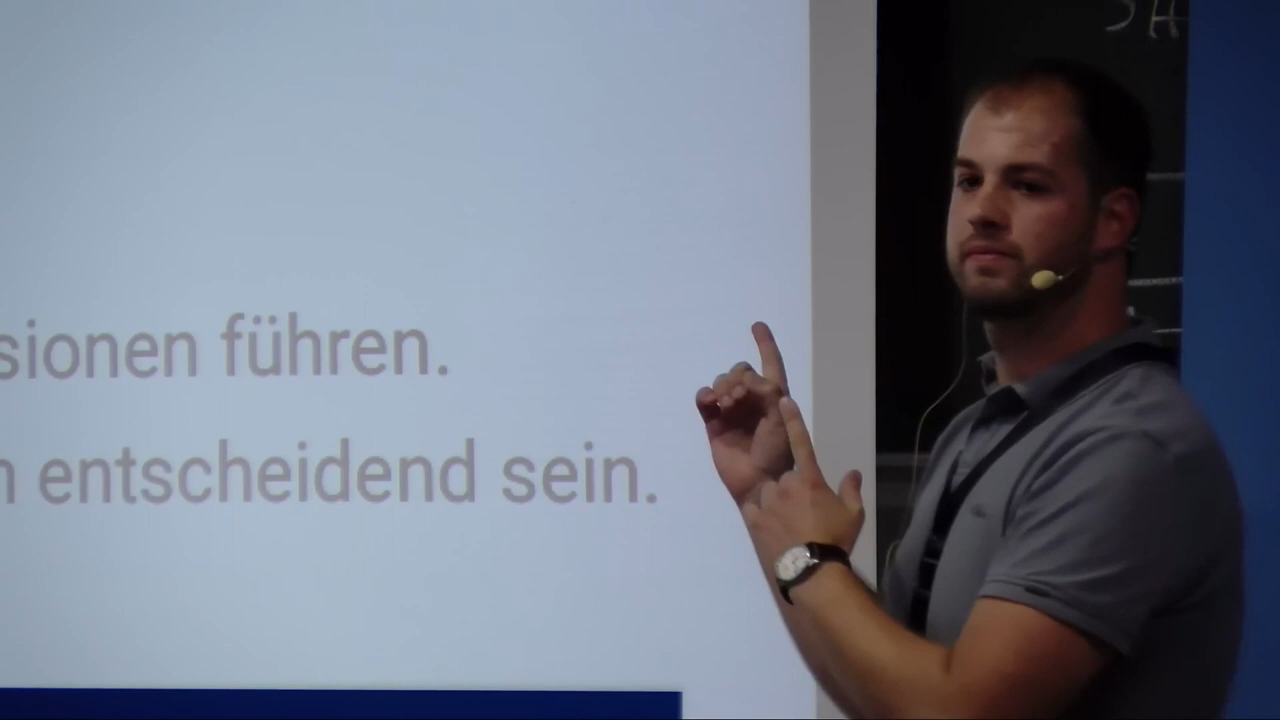 sionen führen.
n entscheidend sein.